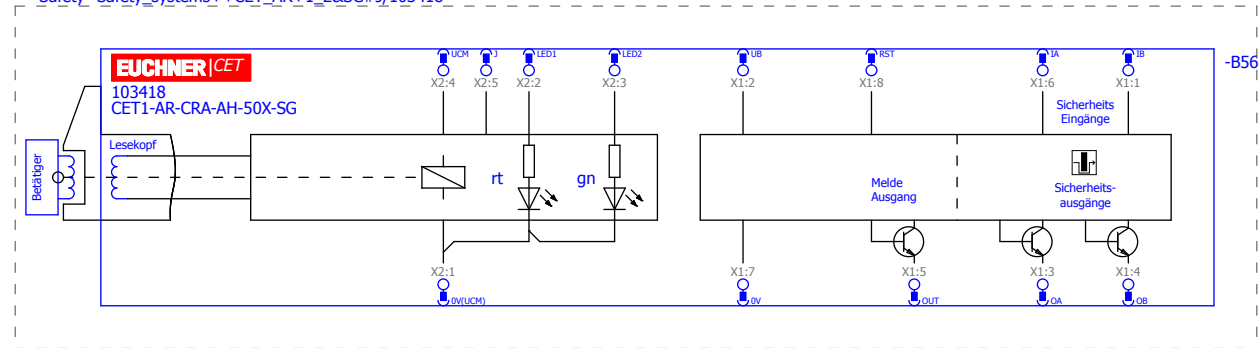 UCM J LED1 LED2 UB RST IA IB
-B56
EUCHNER|CET
X2:4 X2:5 X2:2 X2:3 X1:2 X1:8 X1:6 X1:1
103418
CET1-AR-CRA-AH-50X-SG
Sicherheits
Eingänge
Lesekopf
Betätiger
rt
gn
Melde
Ausgang
Sicherheits-
ausgänge
X2:1 X1:7 X1:5 X1:3 X1:4
0V(UCM) 0V OUT OA OB